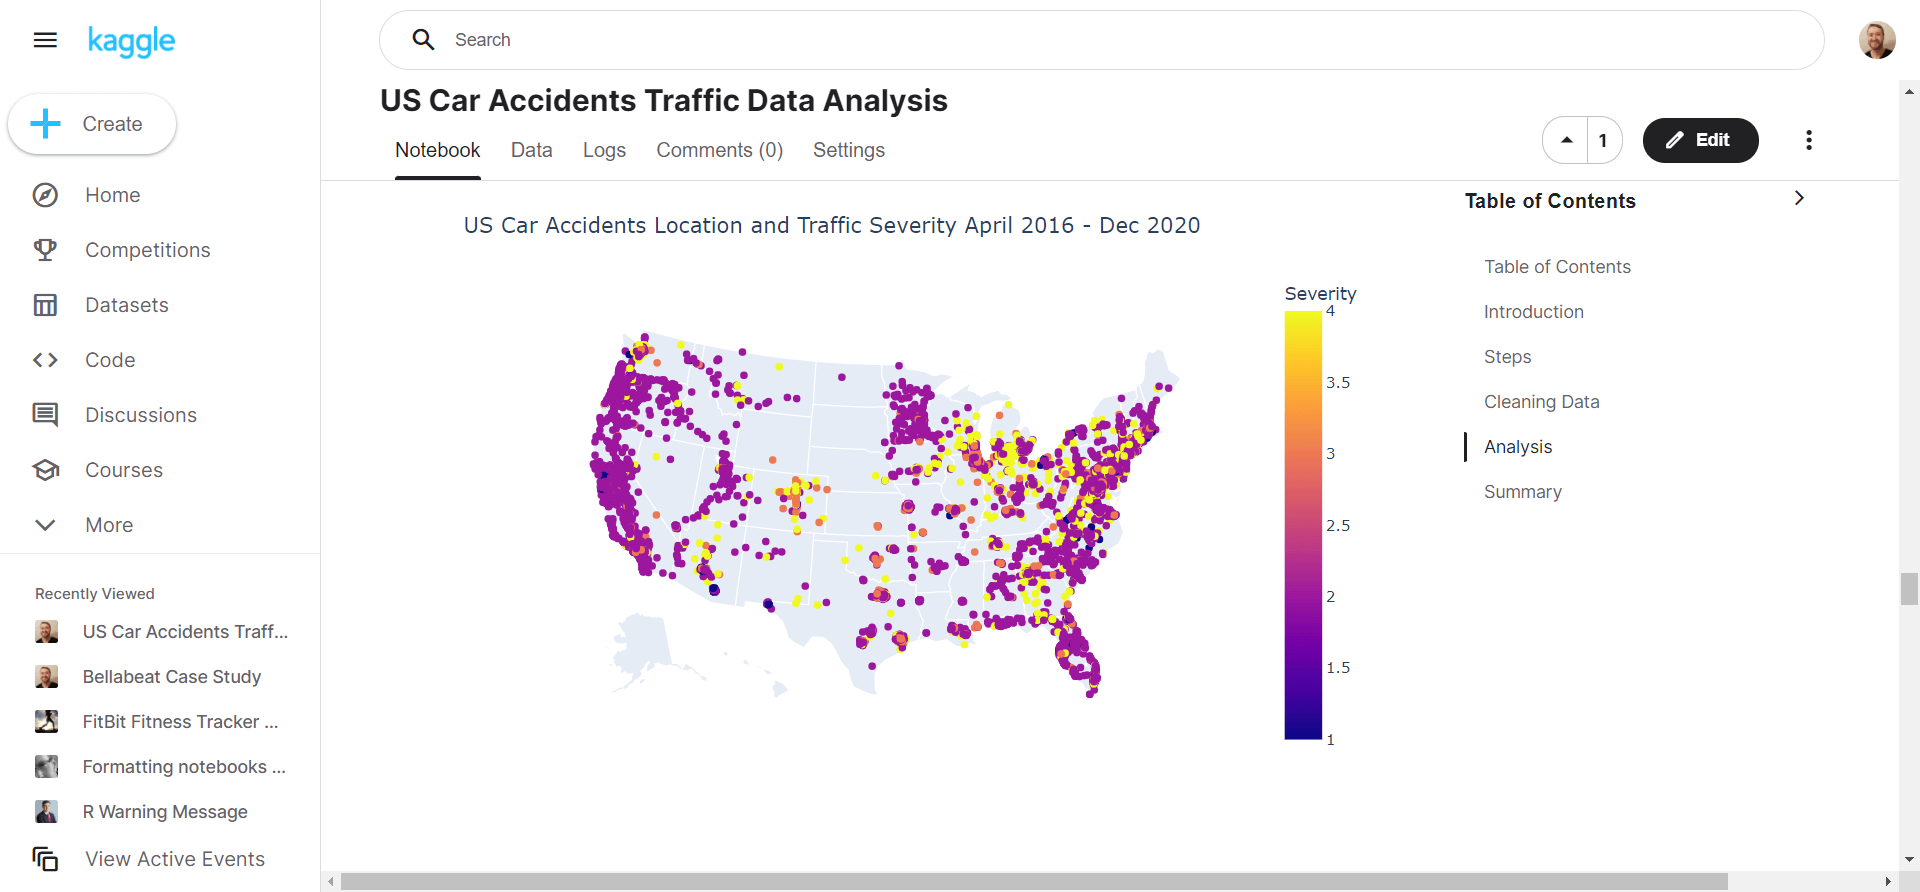 kaggle
Search
Create
Home
Competitions
Datasets
Code
Discussions
Courses
More
Recently Viewed
US Car Accidents Traff...
Bellabeat Case Study
FitBit Fitness Tracker ...
Formatting notebooks ...
R Warning Message
View Active Events
US Car Accidents Traffic Data Analysis
Notebook Data Logs Comments (0) Settings
1 Edit
US Car Accidents Location and Traffic Severity April 2016 - Dec 2020
Severity
4
3.5
3
2.5
2
1.5
1
Table of Contents
Table of Contents
Introduction
Steps
Cleaning Data
Analysis
Summary